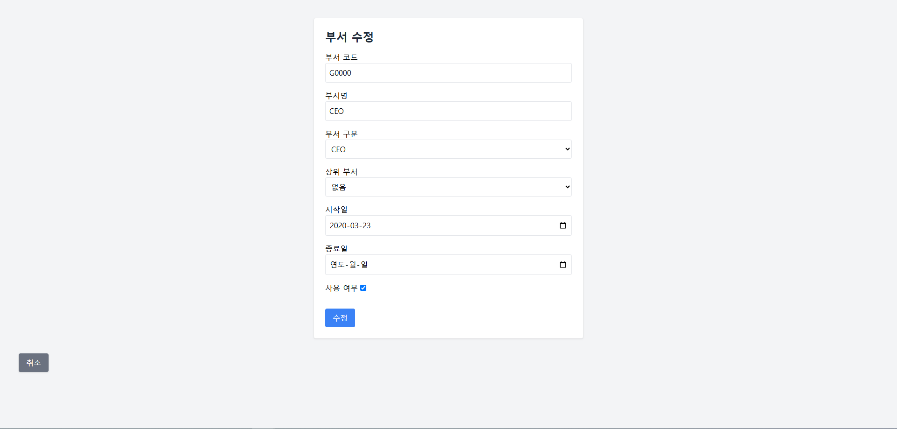 부서 수정
부서 코드
G0000
부서명
CEO
부서 구분
CEO
상위 부서
없음
시작일
2020-03-23
종료일
연도-월-일
사용 여부
수정
취소